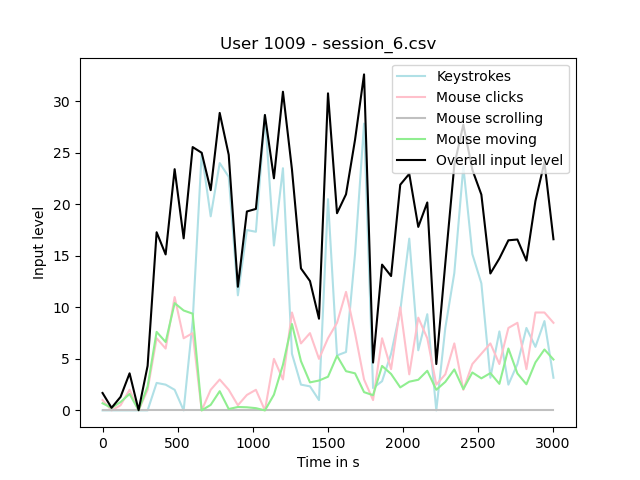 User 1009 - session_6.csv
Keystrokes
Mouse clicks
Mouse scrolling
Mouse moving
Overall input level
30
25
20
15
10
5
0
Input level
0 500 1000 1500 2000 2500 3000
Time in s